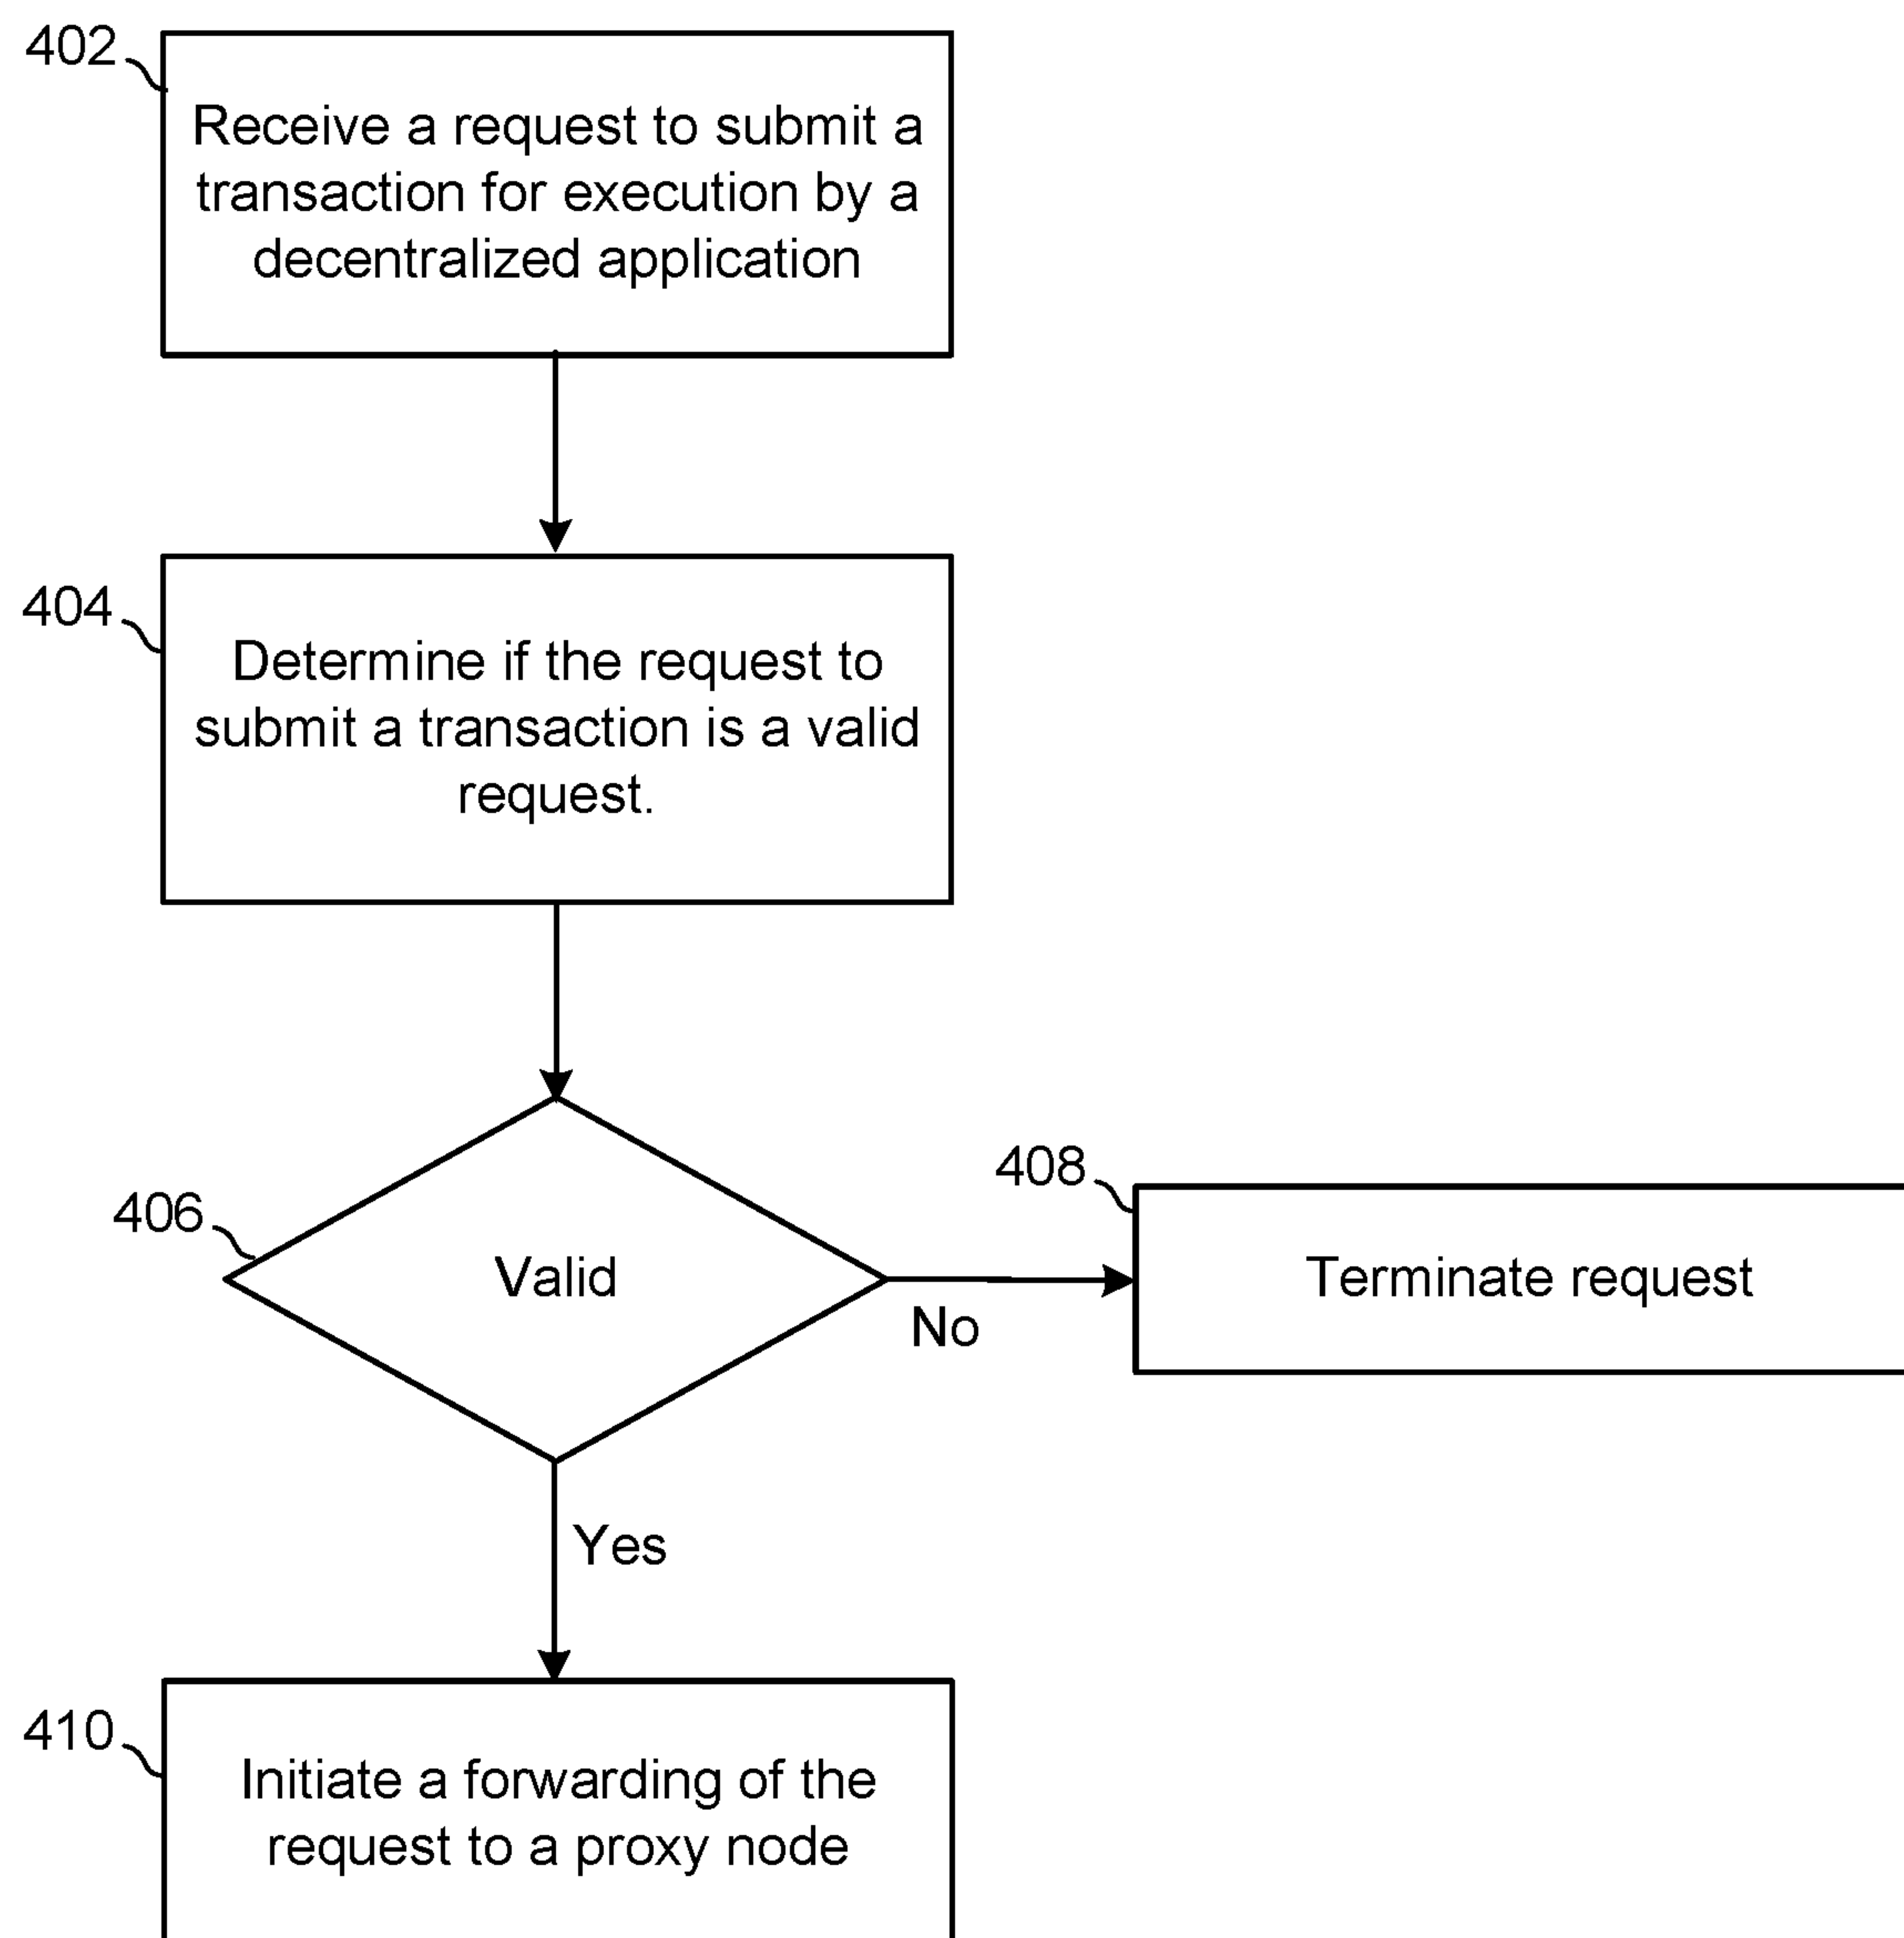 402
Receive a request to submit a
transaction for execution by a
decentralized application
404
Determine if the request to
submit a transaction is a valid
request.
406
Valid
408
Terminate request
No
Yes
410
Initiate a forwarding of the
request to a proxy node